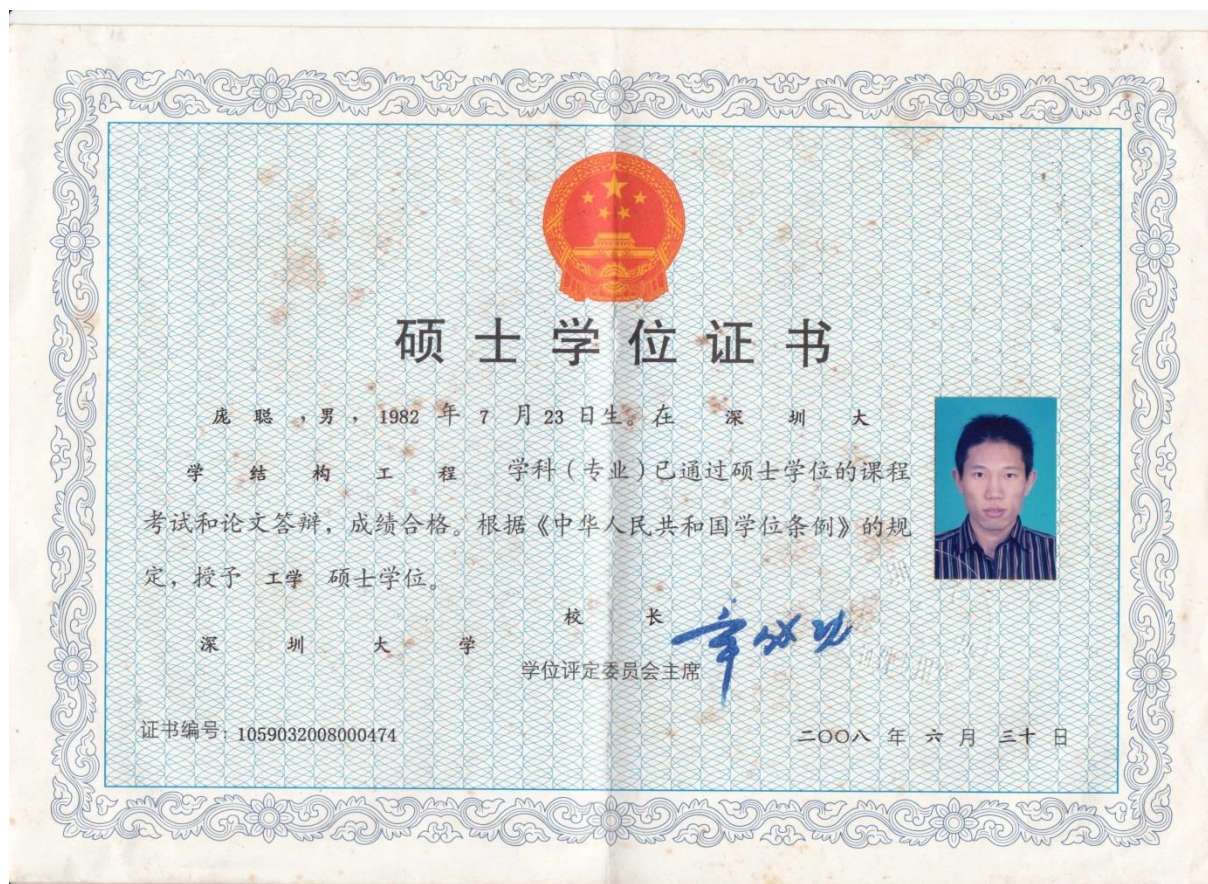 硕士学位证书
庞聪,男,1982年7月23日生。在深圳大
学结构工程学科(专业)已通过硕士学位的课程
考试和论文答辩,成绩合格。根据《中华人民共和国学位条例》的规
定,授予工学硕士学位。
校长
深圳大学
学位评定委员会主席
证书编号:1059032008000474
二〇〇八年六月三十日